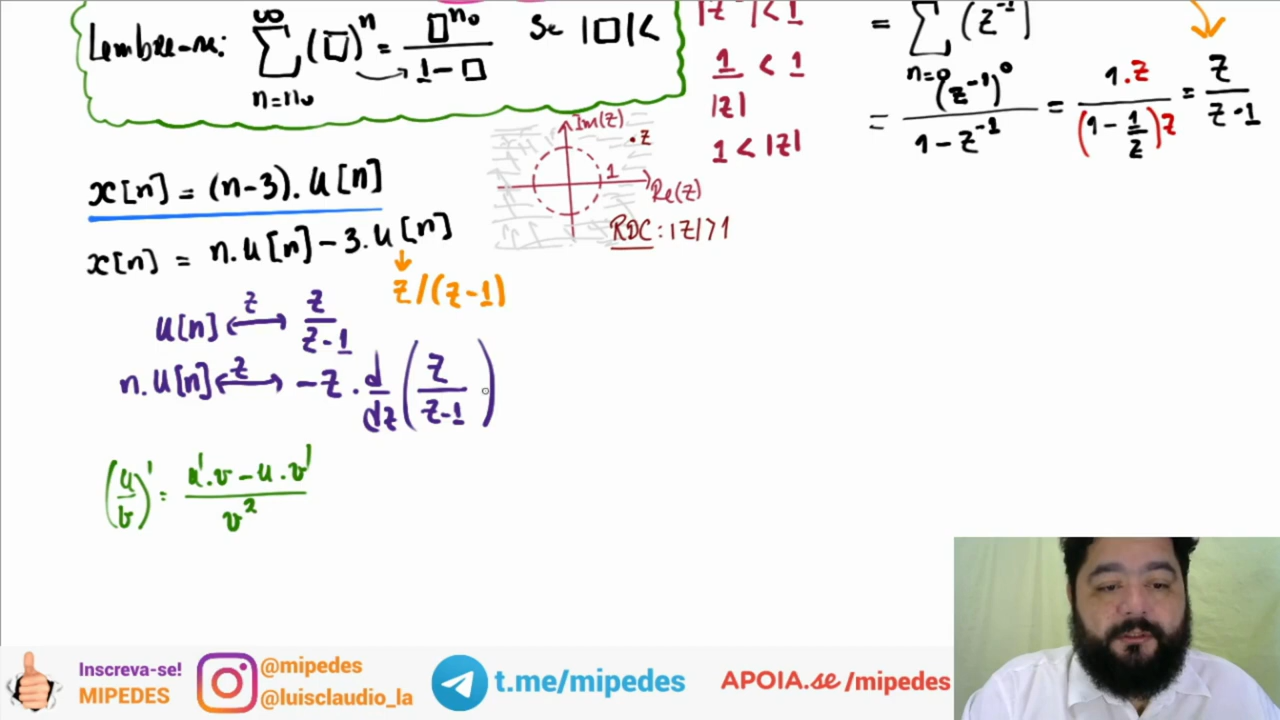 Lembre-se: ∑_{n=n₀}^{∞} (□)ⁿ = □^{n₀} / (1-□) Se |□|<
|z⁻¹| < 1
1/|z| < 1
1 < |z|
= ∑_{n=0} (z⁻¹)
= (z⁻¹)⁰ / (1-z⁻¹) = 1.z / (1 - 1/z)z = z / (z-1)
Im(z)
z
1
Re(z)
RDC: |z|>1
x[n] = (n-3). u[n]
x[n] = n.u[n] - 3.u[n]
z/(z-1)
u[n] ⟷ᶻ z / (z-1)
n.u[n] ⟷ᶻ -z . d/dz ( z / (z-1) )
(u/v)' = (u'.v - u.v') / v²
Inscreva-se!
MIPEDES
@mipedes
@luisclaudio_la
t.me/mipedes
APOIA.se/mipedes